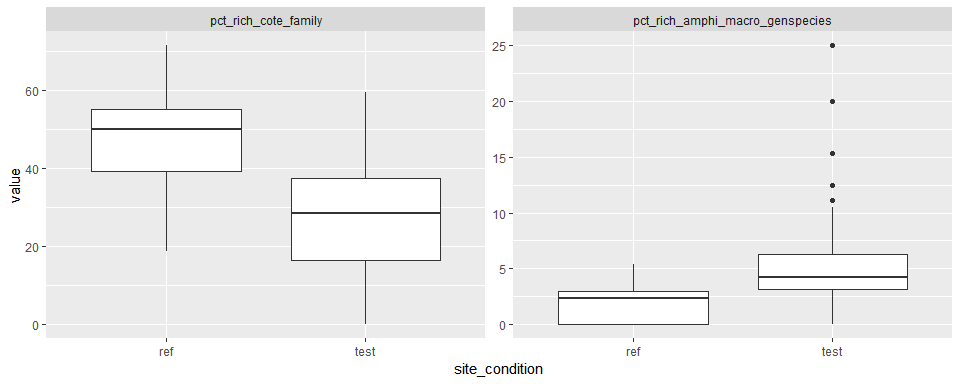 pct_rich_cote_family
pct_rich_amphi_macro_genspecies
value
60
40
20
0
25
20
15
10
5
0
ref
test
ref
test
site_condition